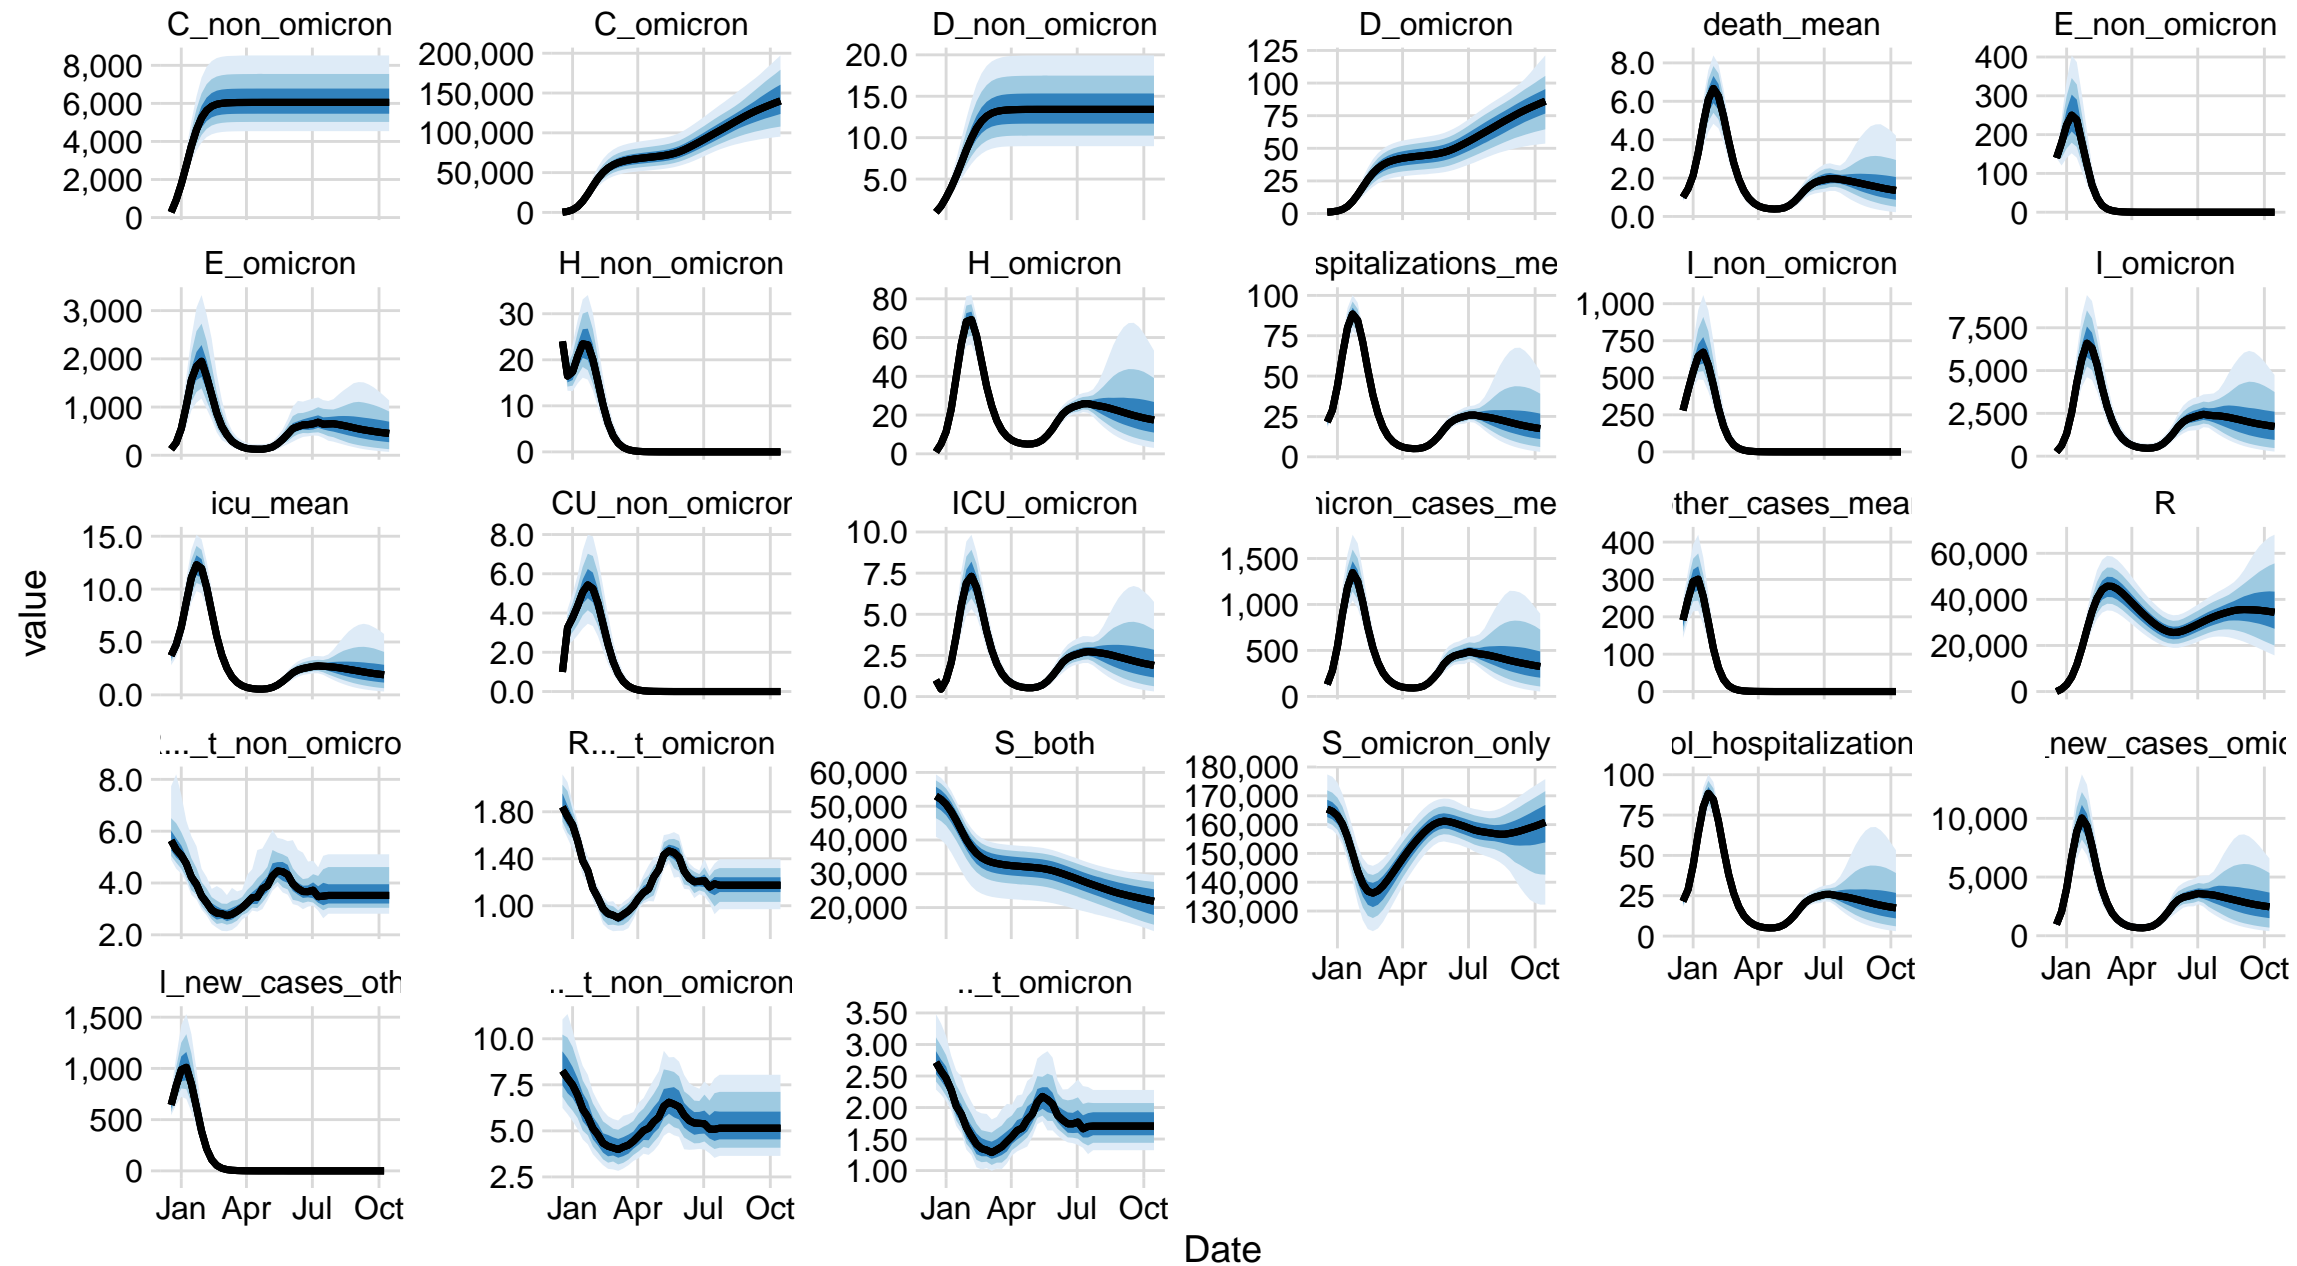 C_non_omicron C_omicron D_non_omicron D_omicron death_mean E_non_omicron
8,000 6,000 4,000 2,000 0
200,000 150,000 100,000 50,000 0
20.0 15.0 10.0 5.0
125 100 75 50 25 0
8.0 6.0 4.0 2.0 0.0
400 300 200 100 0
E_omicron H_non_omicron H_omicron spitalizations_me I_non_omicron I_omicron
3,000 2,000 1,000 0
30 20 10 0
80 60 40 20 0
100 75 50 25 0
1,000 750 500 250 0
7,500 5,000 2,500 0
icu_mean CU_non_omicror ICU_omicron nicron_cases_me ther_cases_mea R
15.0 10.0 5.0 0.0
8.0 6.0 4.0 2.0 0.0
10.0 7.5 5.0 2.5 0.0
1,500 1,000 500 0
400 300 200 100 0
60,000 40,000 20,000 0
..._t_non_omicro R..._t_omicron S_both S_omicron_only ol_hospitalization _new_cases_omic
8.0 6.0 4.0 2.0
1.80 1.40 1.00
60,000 50,000 40,000 30,000 20,000
180,000 170,000 160,000 150,000 140,000 130,000
100 75 50 25 0
10,000 5,000 0
Jan Apr Jul Oct Jan Apr Jul Oct Jan Apr Jul Oct
l_new_cases_oth .._t_non_omicron .._t_omicron
1,500 1,000 500 0
10.0 7.5 5.0 2.5
3.50 3.00 2.50 2.00 1.50 1.00
Jan Apr Jul Oct Jan Apr Jul Oct Jan Apr Jul Oct
value
Date